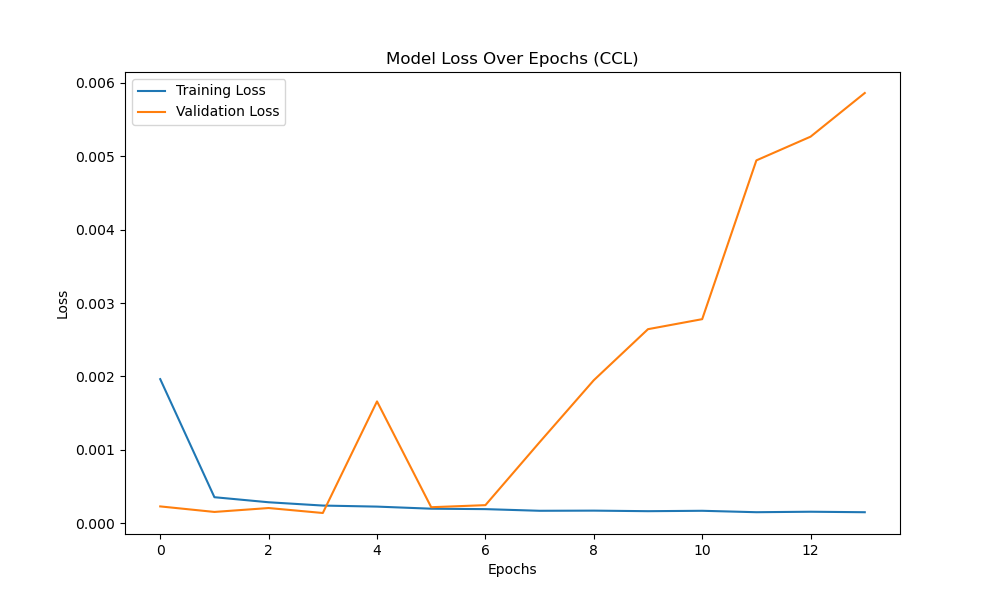 Model Loss Over Epochs (CCL)
Training Loss
Validation Loss
0.006
0.005
0.004
0.003
0.002
0.001
0.000
Loss
0 2 4 6 8 10 12
Epochs